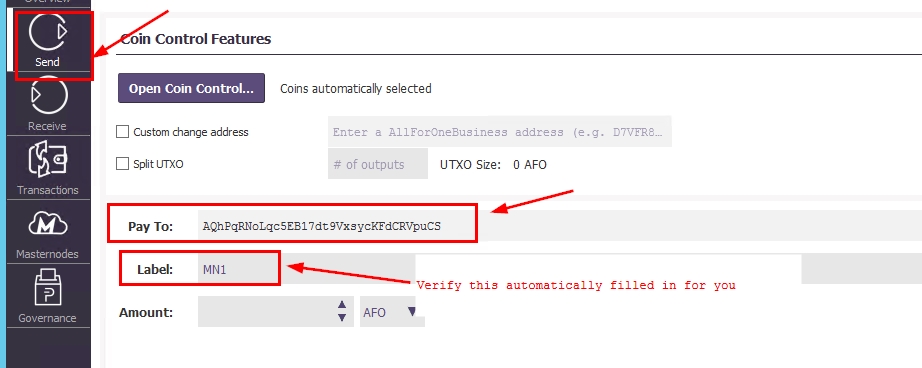 Send
Receive
Transactions
Masternodes
Governance
Coin Control Features
Open Coin Control... Coins automatically selected
Custom change address Enter a AllForOneBusiness address (e.g. D7VFR8…
Split UTXO # of outputs UTXO Size: 0 AFO
Pay To: AQhPqRNoLqc5EB17dt9VxsycKFdCRVpuCS
Label: MN1
Verify this automatically filled in for you
Amount: AFO